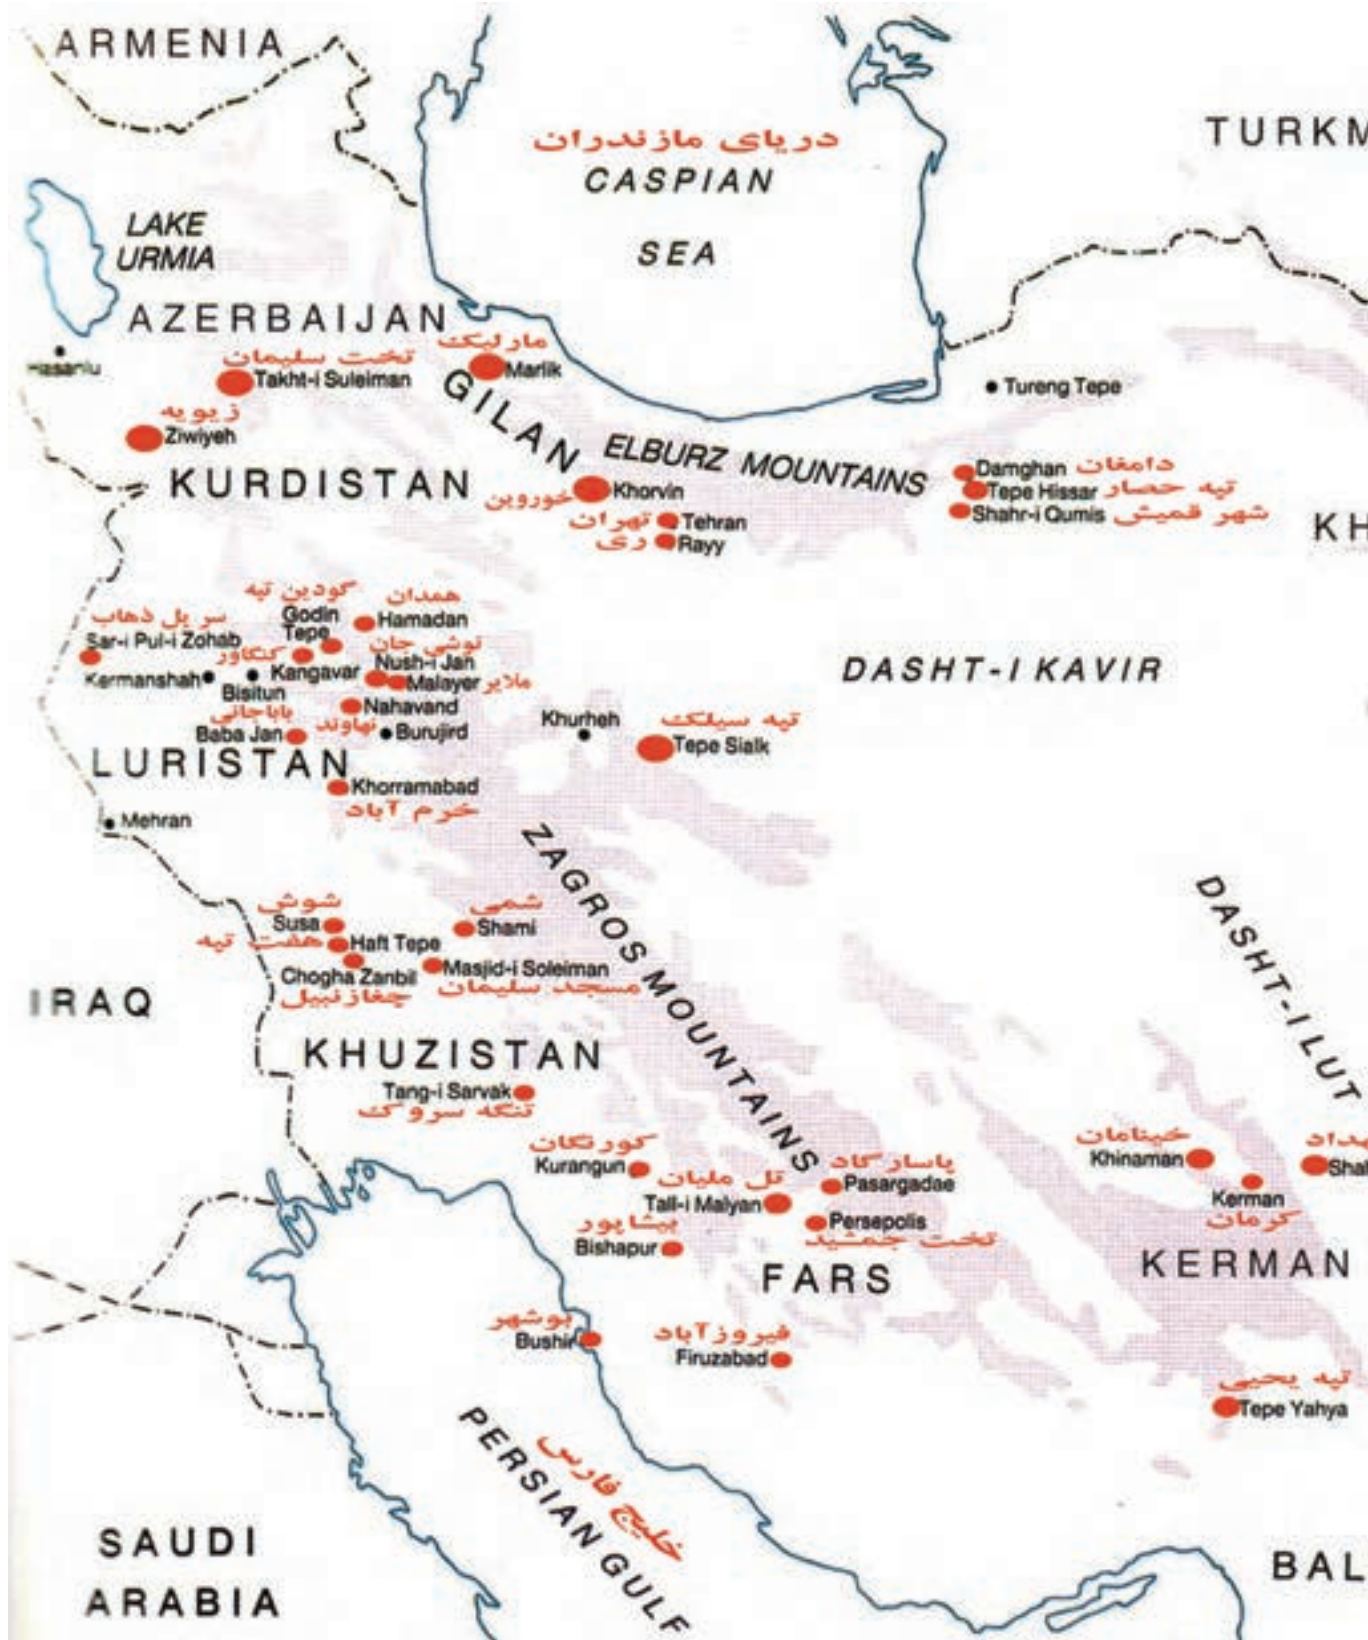 ARMENIA
دریای مازندران
CASPIAN
SEA
TURKM
LAKE
URMIA
AZERBAIJAN
Hasanlu
تخت سلیمان
Takht-i Suleiman
مارلیک
Marlik
GILAN
زیویه
Ziwiyeh
KURDISTAN
ELBURZ MOUNTAINS
Tureng Tepe
Khorvin
خوروین
تهران
Tehran
ری
Rayy
Damghan دامغان
Tepe Hissar تپه حصار
Shahr-i Qumis شهر قمیش
KH
گودین تپه
Godin
Tepe
همدان
Hamadan
سر پل ذهاب
Sar-i Pul-i Zohab
Kermanshah
Bisitun
کنگاور
Kangavar
نوشی جان
Nush-i Jan
Malayer ملایر
Nahavand
نهاوند
باباجانی
Baba Jan
Burujird
LURISTAN
Khorramabad
خرم آباد
Mehran
Khurheh
تپه سیلک
Tepe Sialk
DASHT-I KAVIR
ZAGROS MOUNTAINS
DASHT-I LUT
شوش
Susa
هفت تپه
Haft Tepe
Chogha Zanbil
چغازنبیل
شمی
Shami
Masjid-i Soleiman
مسجد سلیمان
IRAQ
KHUZISTAN
Tang-i Sarvak
تنگه سروک
کورنگان
Kurangun
تل ملیان
Tall-i Malyan
پاسارگاد
Pasargadae
Persepolis
تخت جمشید
بیشاپور
Bishapur
FARS
خینامان
Khinaman
Kerman
کرمان
مداد
Shah
KERMAN
بوشهر
Bushir
فیروزآباد
Firuzabad
تپه یحیی
Tepe Yahya
خلیج فارس
PERSIAN GULF
SAUDI
ARABIA
BAL